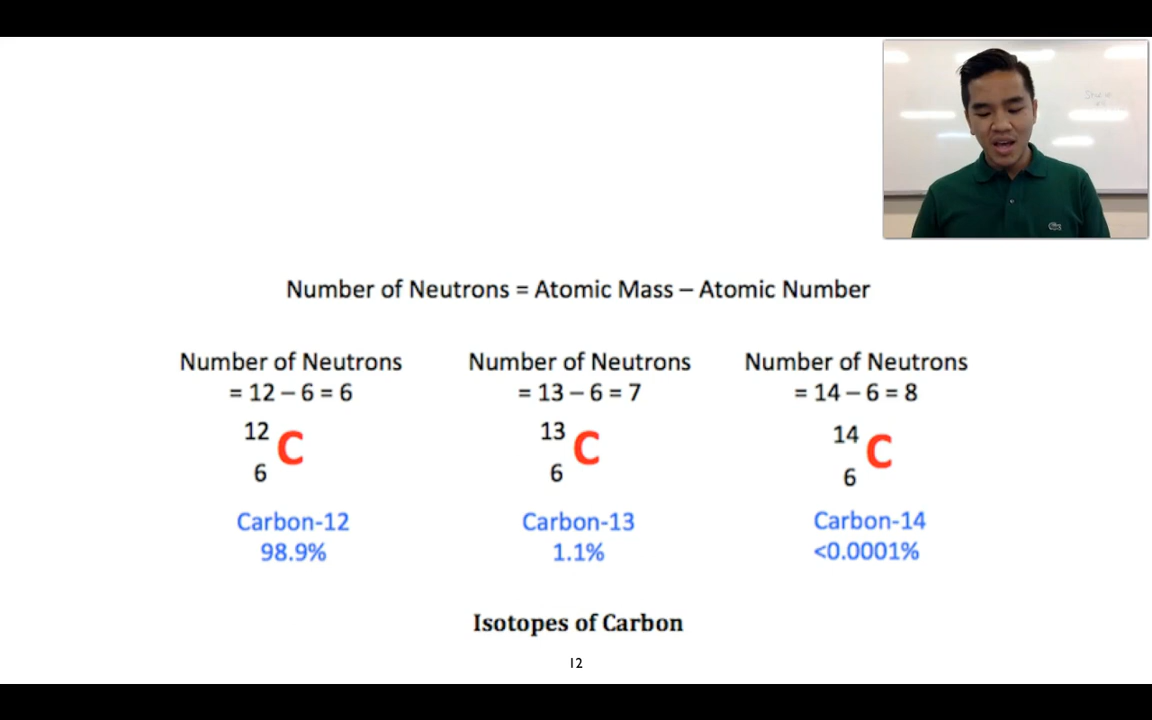 Number of Neutrons = Atomic Mass – Atomic Number
Number of Neutrons
= 12 – 6 = 6
12
C
6
Carbon-12
98.9%
Number of Neutrons
= 13 – 6 = 7
13
C
6
Carbon-13
1.1%
Number of Neutrons
= 14 – 6 = 8
14
C
6
Carbon-14
<0.0001%
Isotopes of Carbon
12